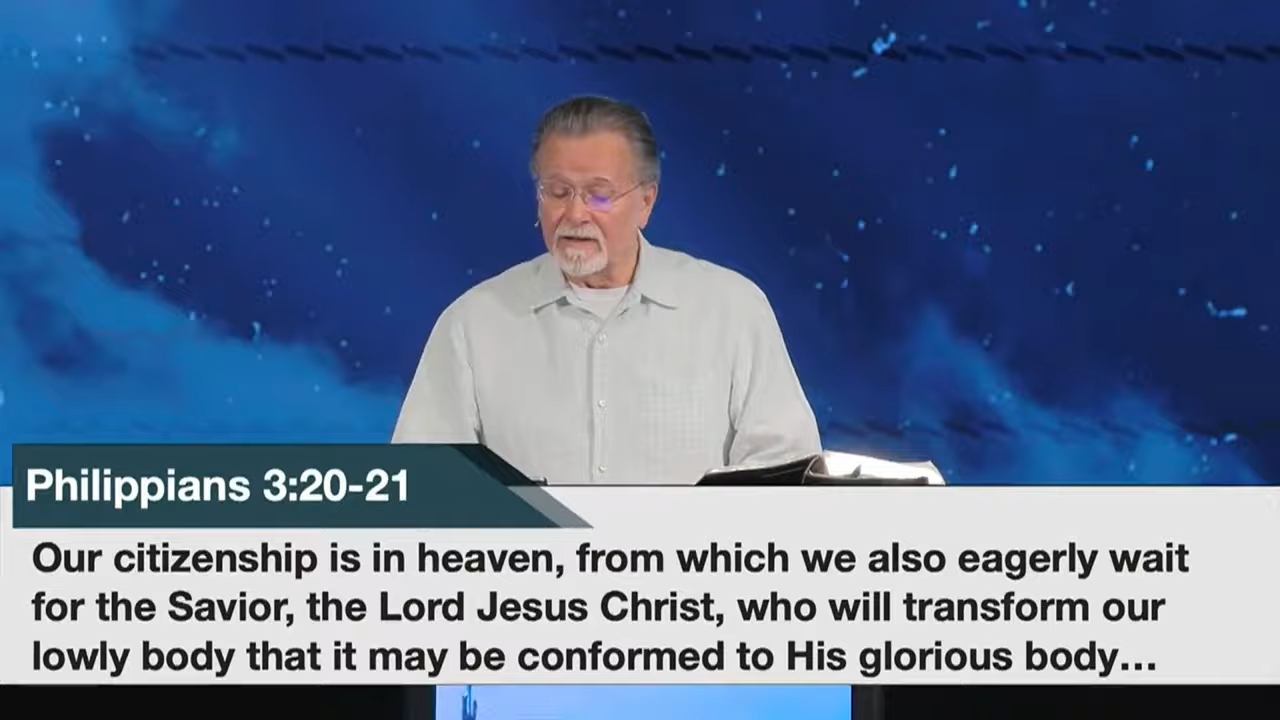 Philippians 3:20-21
Our citizenship is in heaven, from which we also eagerly wait
for the Savior, the Lord Jesus Christ, who will transform our
lowly body that it may be conformed to His glorious body…